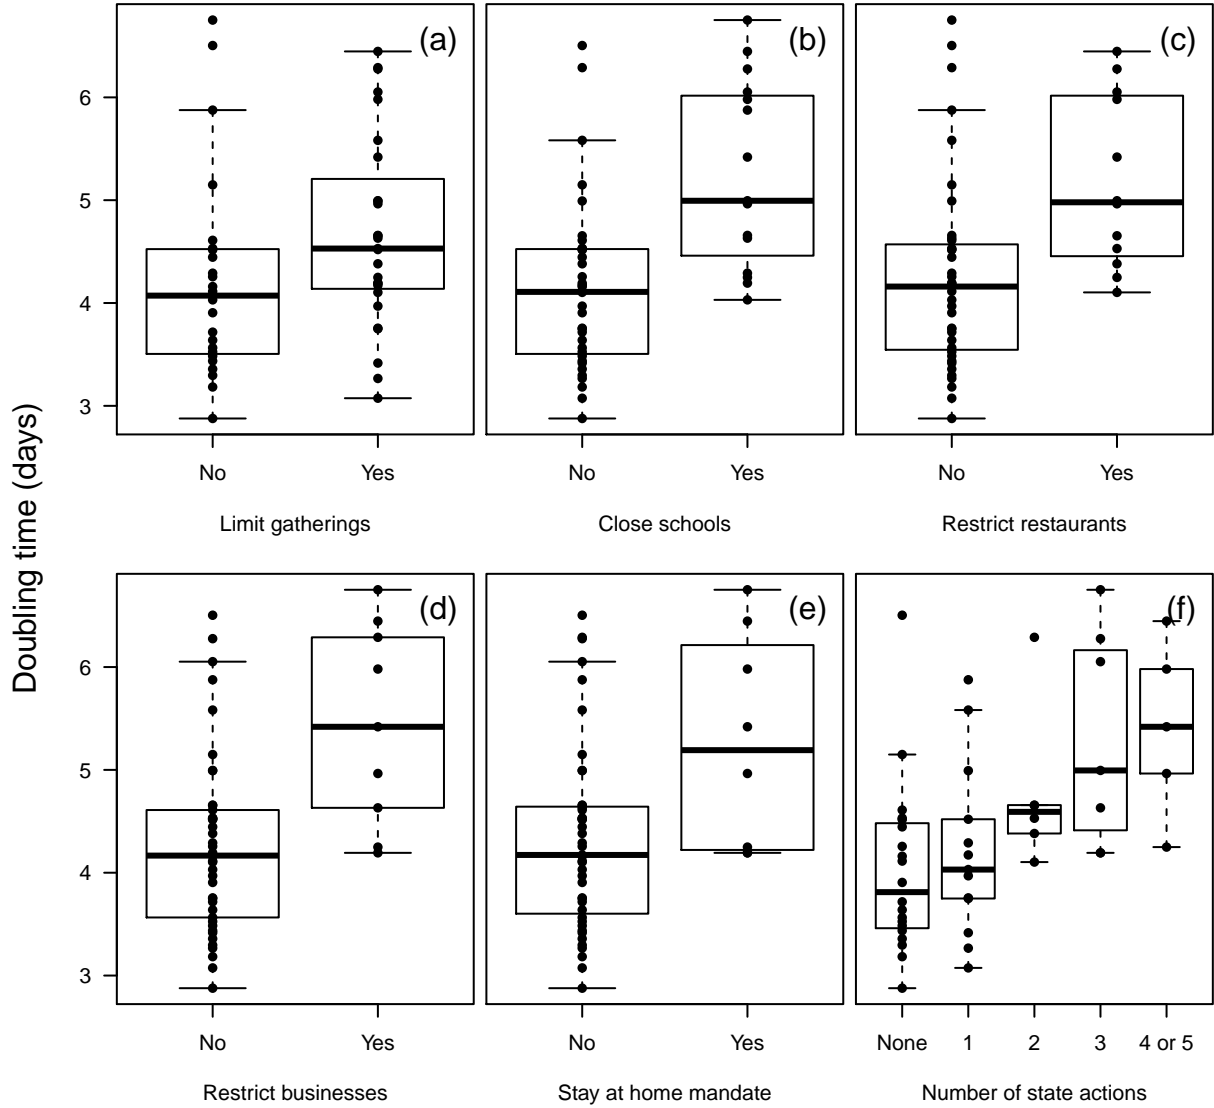 Doubling time (days)
(a)
6
5
4
3
No Yes
Limit gatherings
(b)
No Yes
Close schools
(c)
No Yes
Restrict restaurants
(d)
6
5
4
3
No Yes
Restrict businesses
(e)
No Yes
Stay at home mandate
(f)
None 1 2 3 4 or 5
Number of state actions